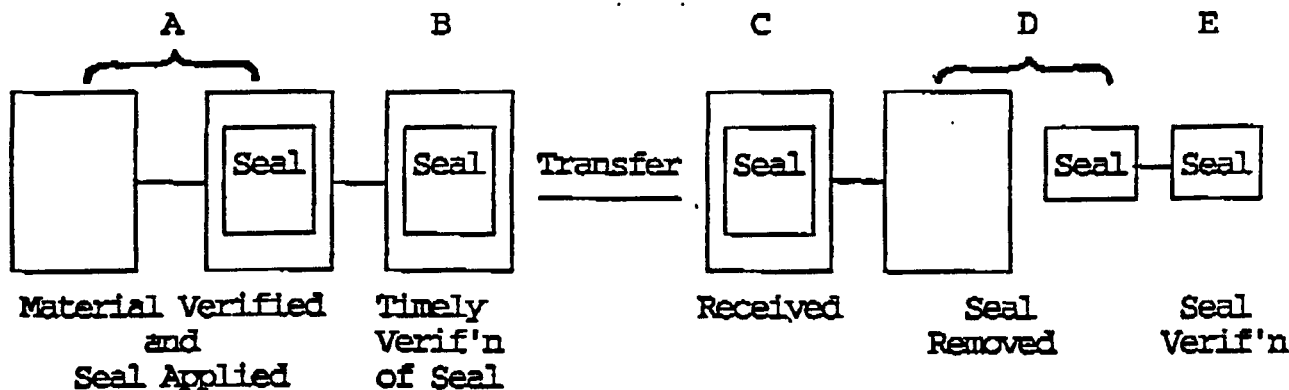 A B C D E
Seal Seal Transfer Seal Seal Seal
Material Verified
and
Seal Applied
Timely
Verif'n
of Seal
Received
Seal
Removed
Seal
Verif'n